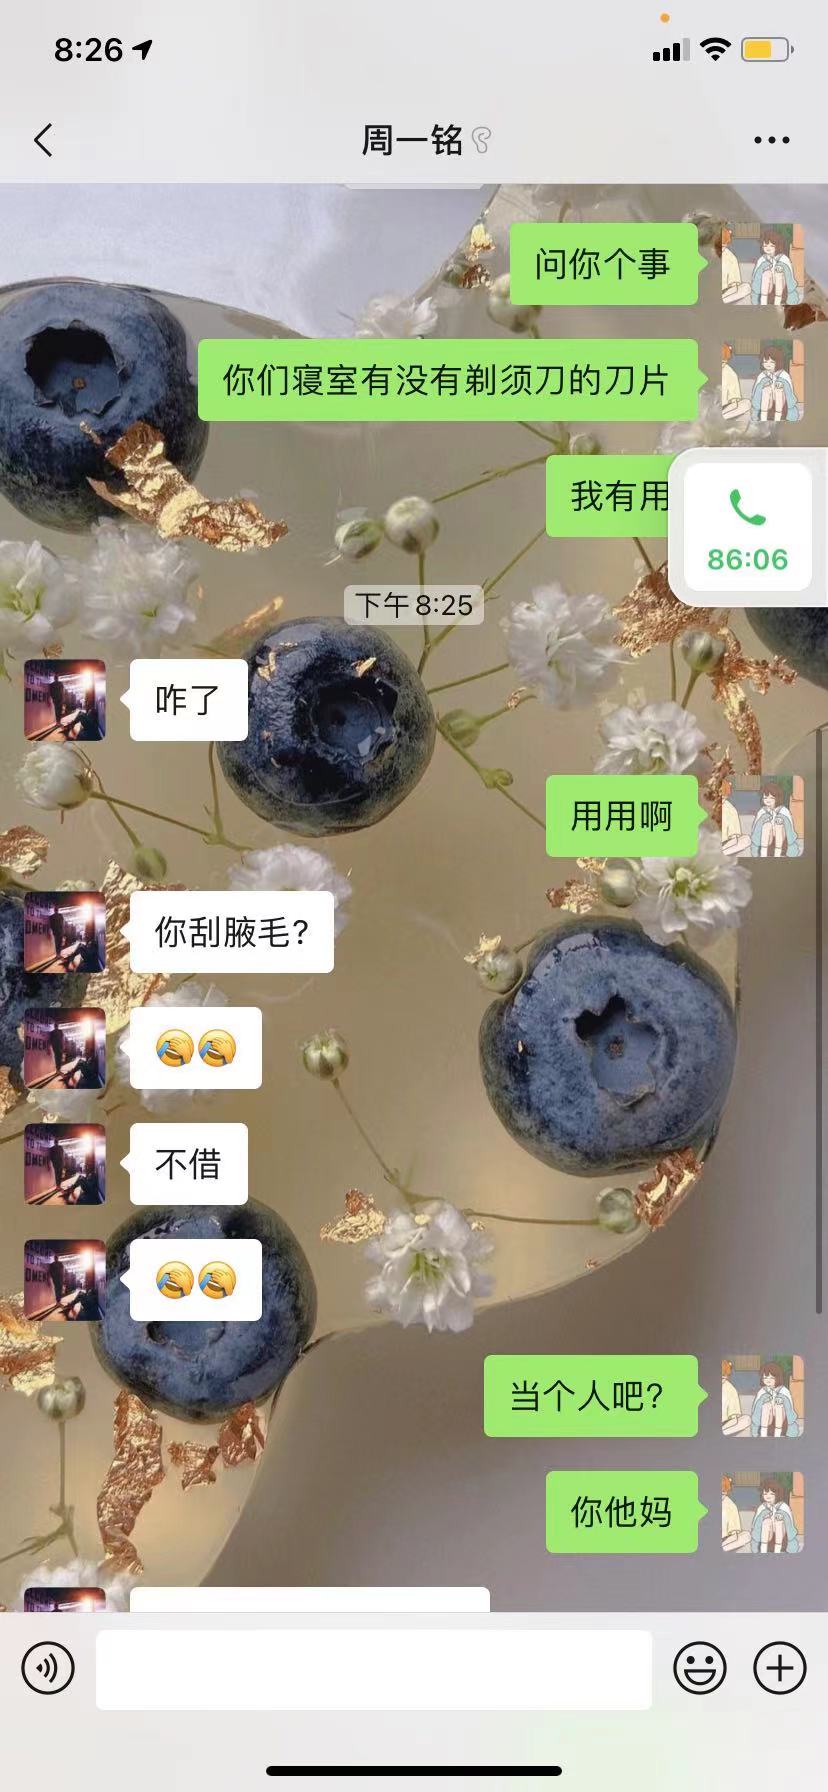 8:26
周一铭
问你个事
你们寝室有没有剃须刀的刀片
我有用
86:06
下午 8:25
咋了
用用啊
你刮腋毛?
不借
当个人吧?
你他妈